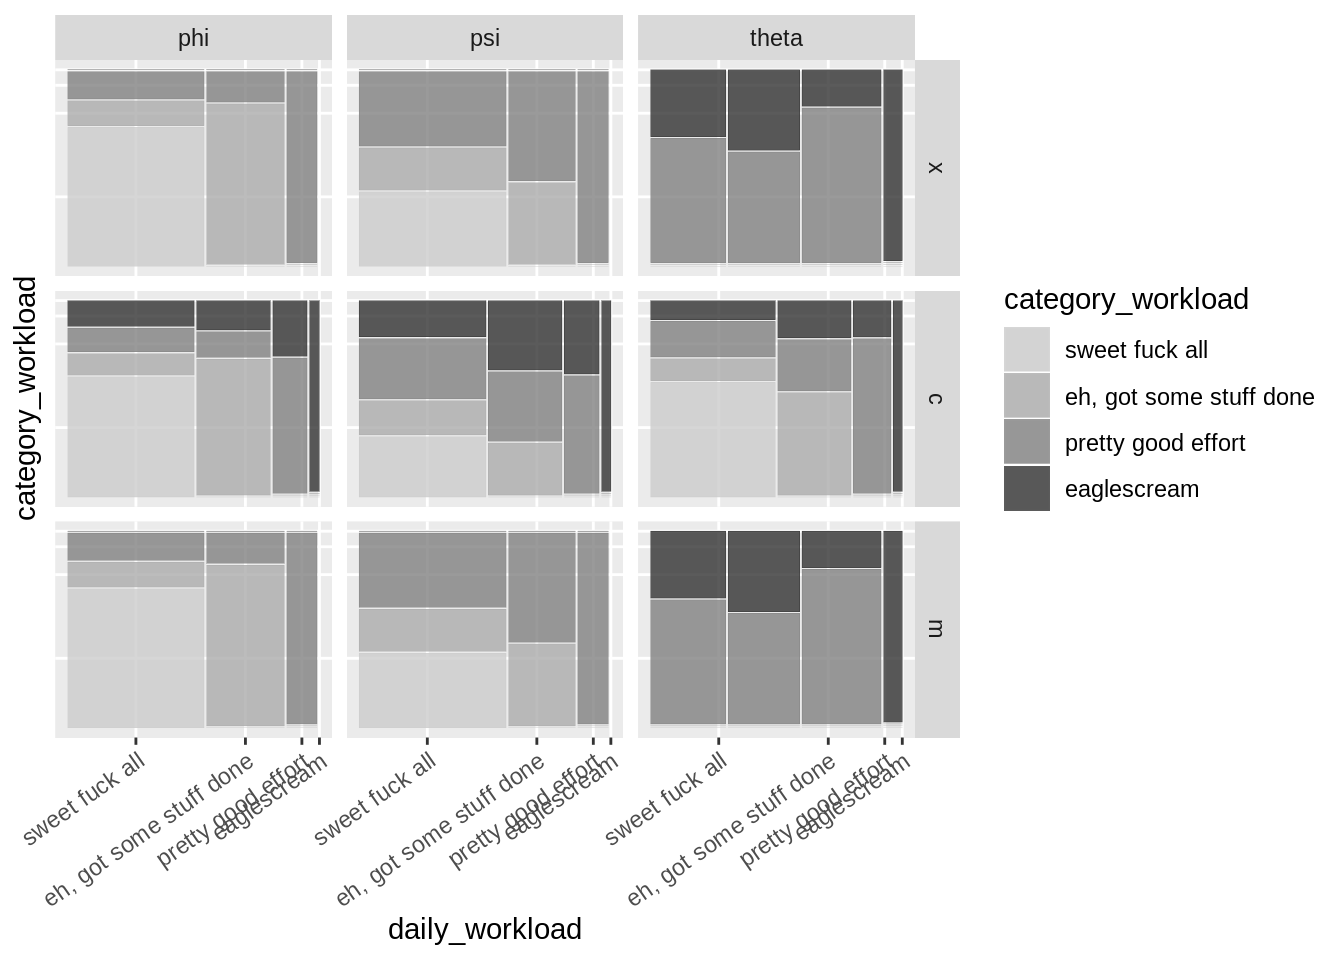 phi
psi
theta
x
c
m
category_workload
sweet fuck all
eh, got some stuff done
pretty good effort
eaglescream
sweet fuck all
eh, got some stuff done
pretty good effort
eaglescream
sweet fuck all
eh, got some stuff done
pretty good effort
eaglescream
daily_workload
category_workload
sweet fuck all
eh, got some stuff done
pretty good effort
eaglescream